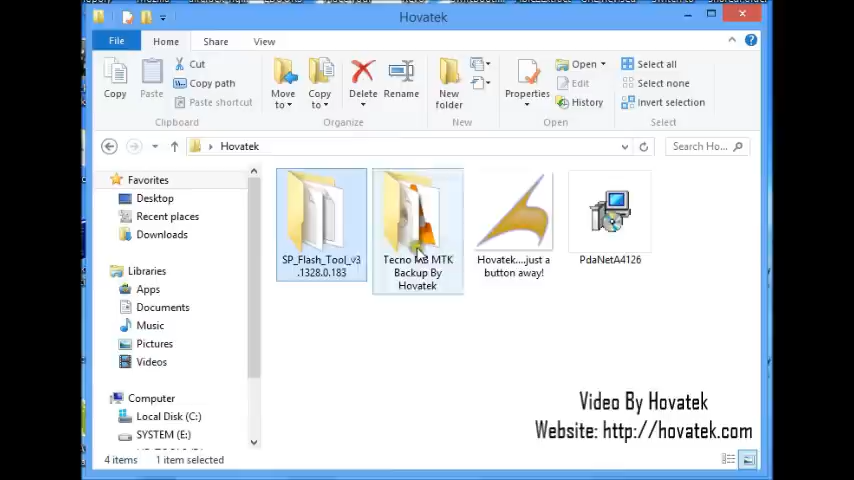 Hovatek
File
Home
Share
View
Copy
Paste
Cut
Copy path
Paste shortcut
Clipboard
Move to
Copy to
Delete
Rename
Organize
New folder
New
Properties
Open
Edit
History
Open
Select all
Select none
Invert selection
Select
Hovatek
Search Ho...
Favorites
Desktop
Recent places
Downloads
Libraries
Apps
Documents
Music
Pictures
Videos
Computer
Local Disk (C:)
SYSTEM (E:)
SP_Flash_Tool_v3
.1328.0.183
Tecno M3 MTK
Backup By
Hovatek
Hovatek....just a
button away!
PdaNetA4126
Video By Hovatek
Website: http://hovatek.com
4 items
1 item selected